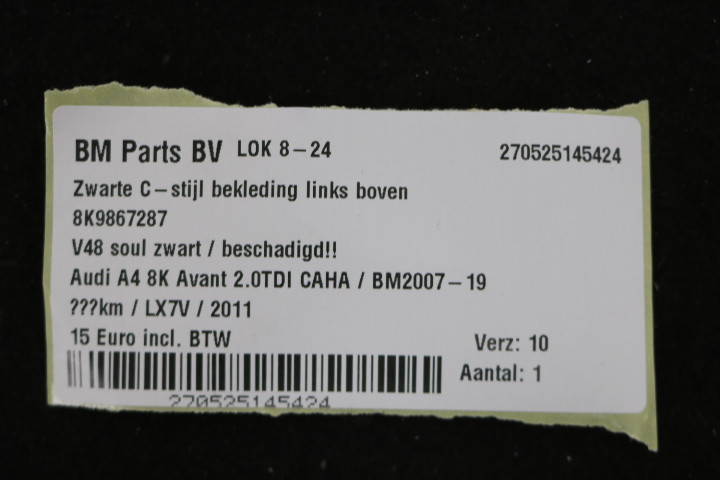 BM Parts BV LOK 8-24 270525145424
Zwarte C-stijl bekleding links boven
8K9867287
V48 soul zwart / beschadigd!!
Audi A4 8K Avant 2.0TDI CAHA / BM2007-19
???km / LX7V / 2011
15 Euro incl. BTW Verz: 10
Aantal: 1
270525145424